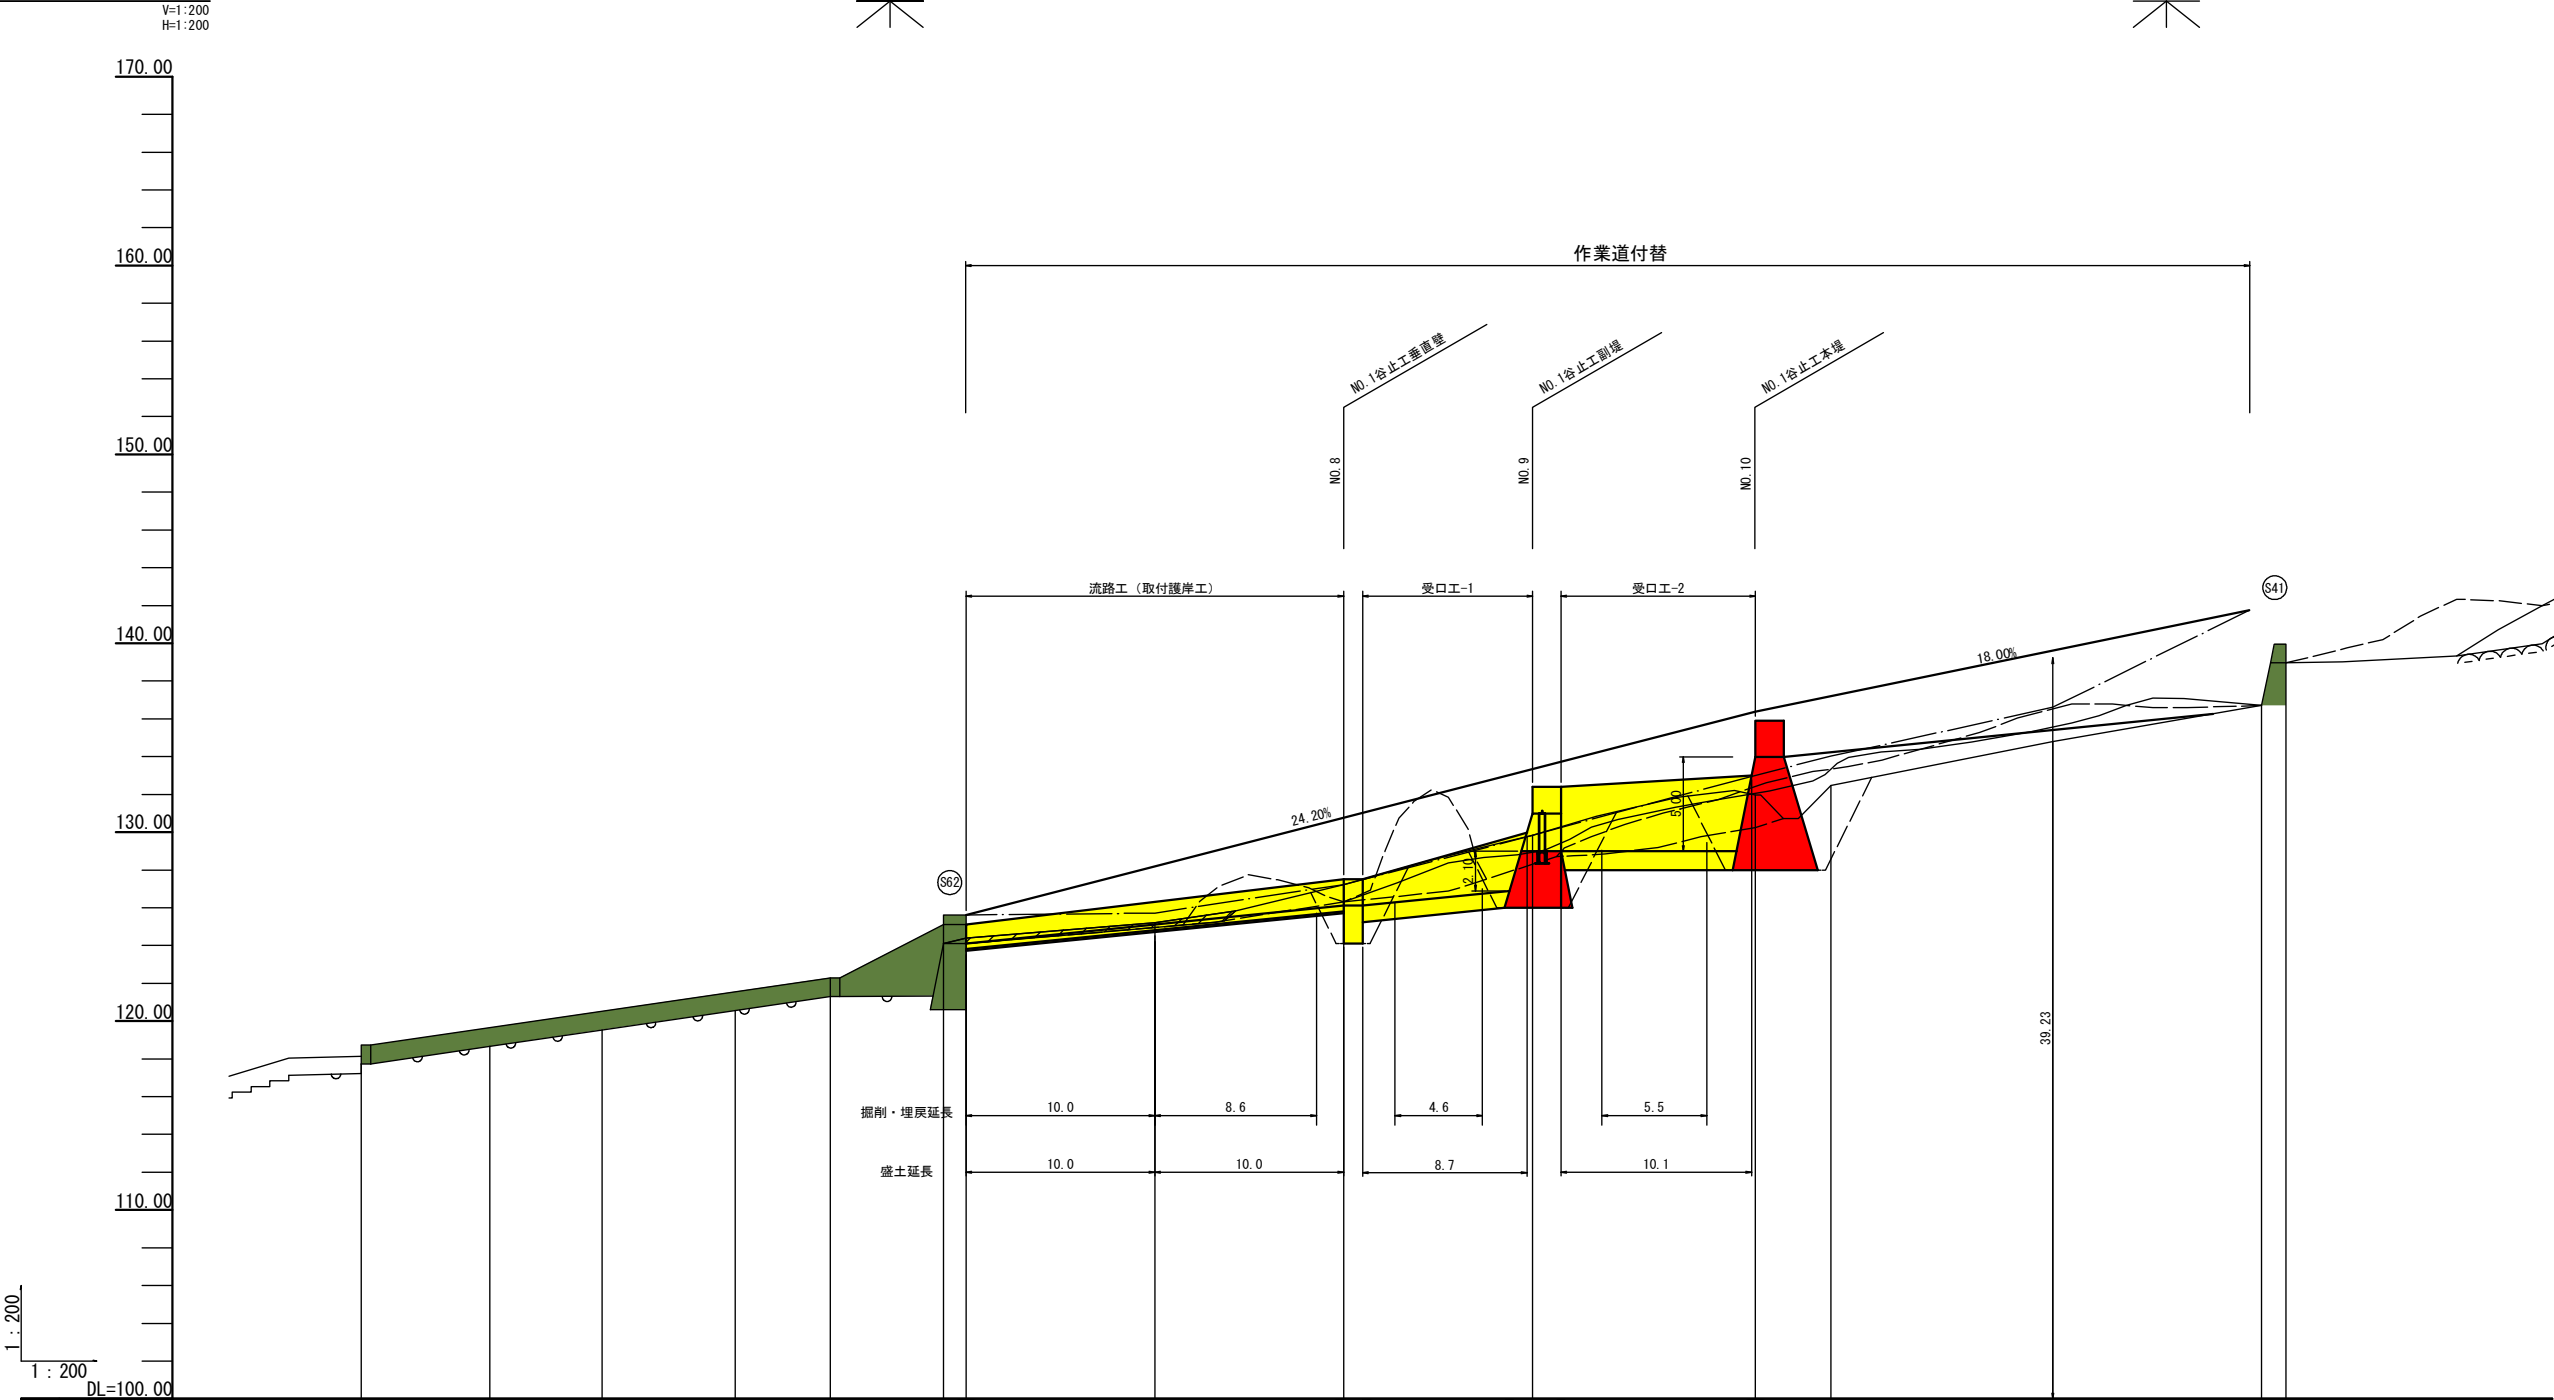 V=1:200
H=1:200
170.00
160.00
作業道付替
NO.1谷止工垂直壁
NO.1谷止工副堤
NO.1谷止工本堤
150.00
NO.8
NO.9
NO.10
流路工（取付護岸工）
受口工-1
受口工-2
S41
140.00
18.00%
130.00
24.20%
5.00
2.10
S62
120.00
39.23
掘削・埋戻延長
10.0
8.6
4.6
5.5
盛土延長
10.0
10.0
8.7
10.1
110.00
1 : 200
1 : 200
DL=100.00